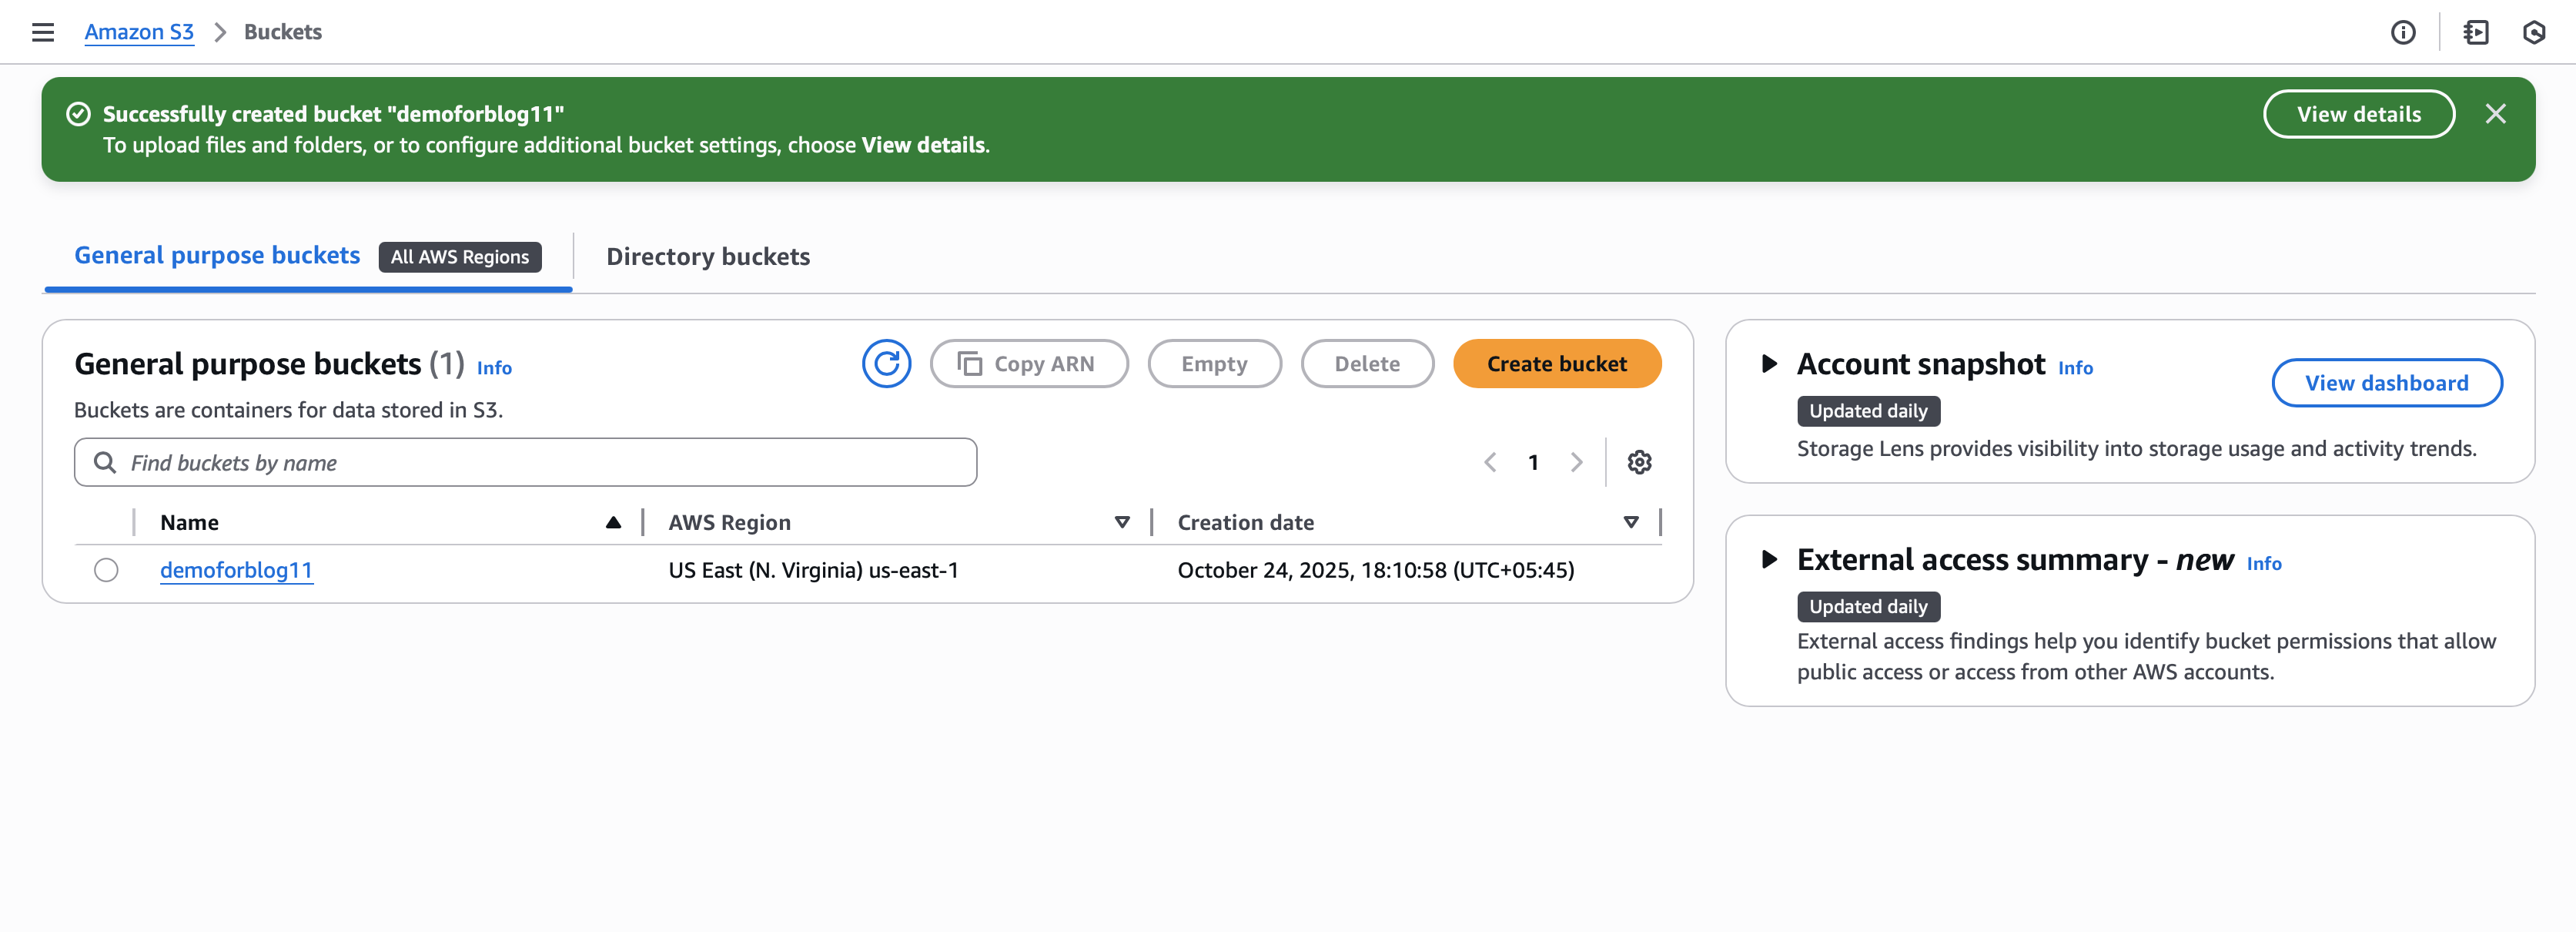 Amazon S3 > Buckets
Successfully created bucket "demoforblog11"
To upload files and folders, or to configure additional bucket settings, choose View details.
View details
General purpose buckets All AWS Regions
Directory buckets
General purpose buckets (1) Info
Copy ARN
Empty
Delete
Create bucket
Buckets are containers for data stored in S3.
Find buckets by name
1
Name AWS Region Creation date
demoforblog11 US East (N. Virginia) us-east-1 October 24, 2025, 18:10:58 (UTC+05:45)
Account snapshot Info
View dashboard
Updated daily
Storage Lens provides visibility into storage usage and activity trends.
External access summary - new Info
Updated daily
External access findings help you identify bucket permissions that allow
public access or access from other AWS accounts.